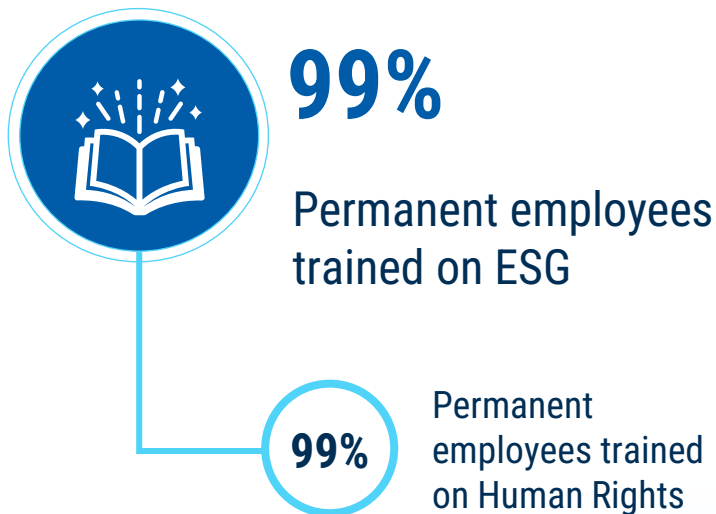 99%
Permanent employees
trained on ESG
99%
Permanent
employees trained
on Human Rights